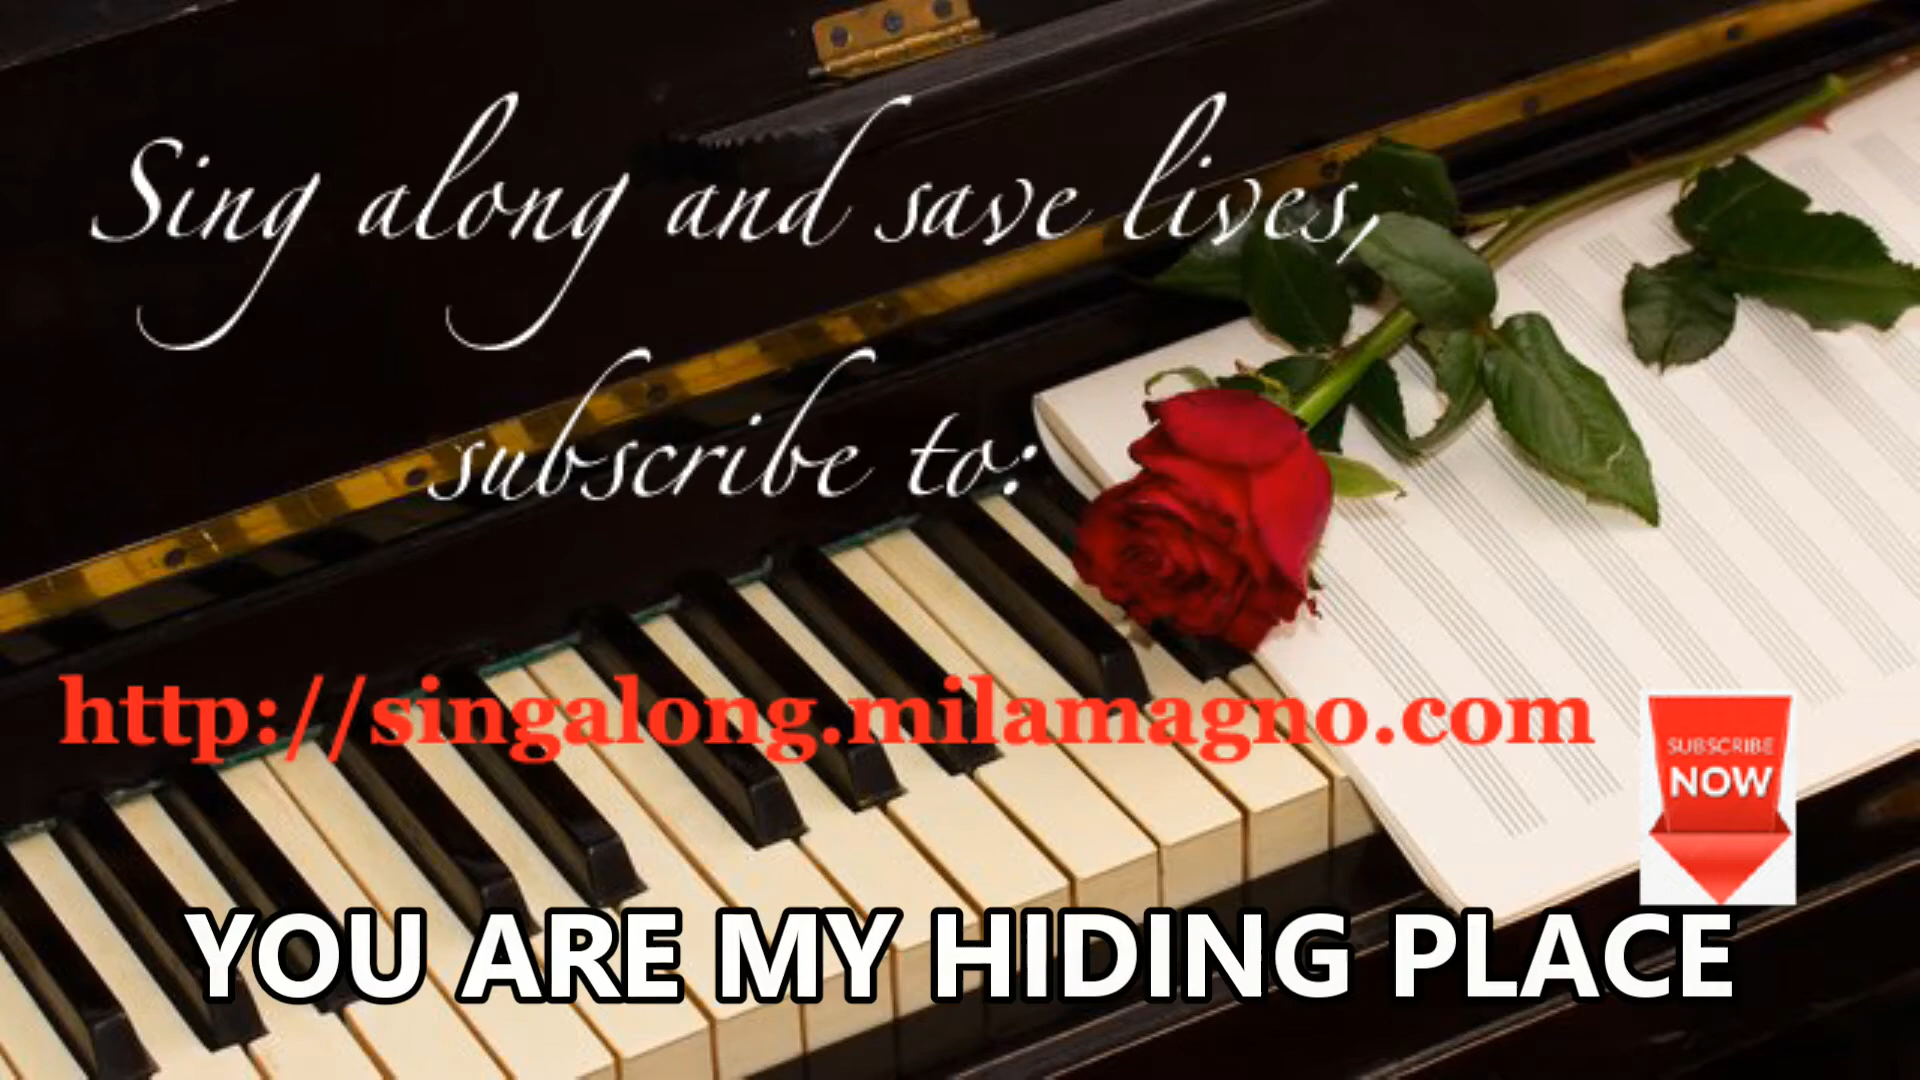 Sing along and save lives,
subscribe to:
http://singalong.milamagno.com
SUBSCRIBE
NOW
YOU ARE MY HIDING PLACE